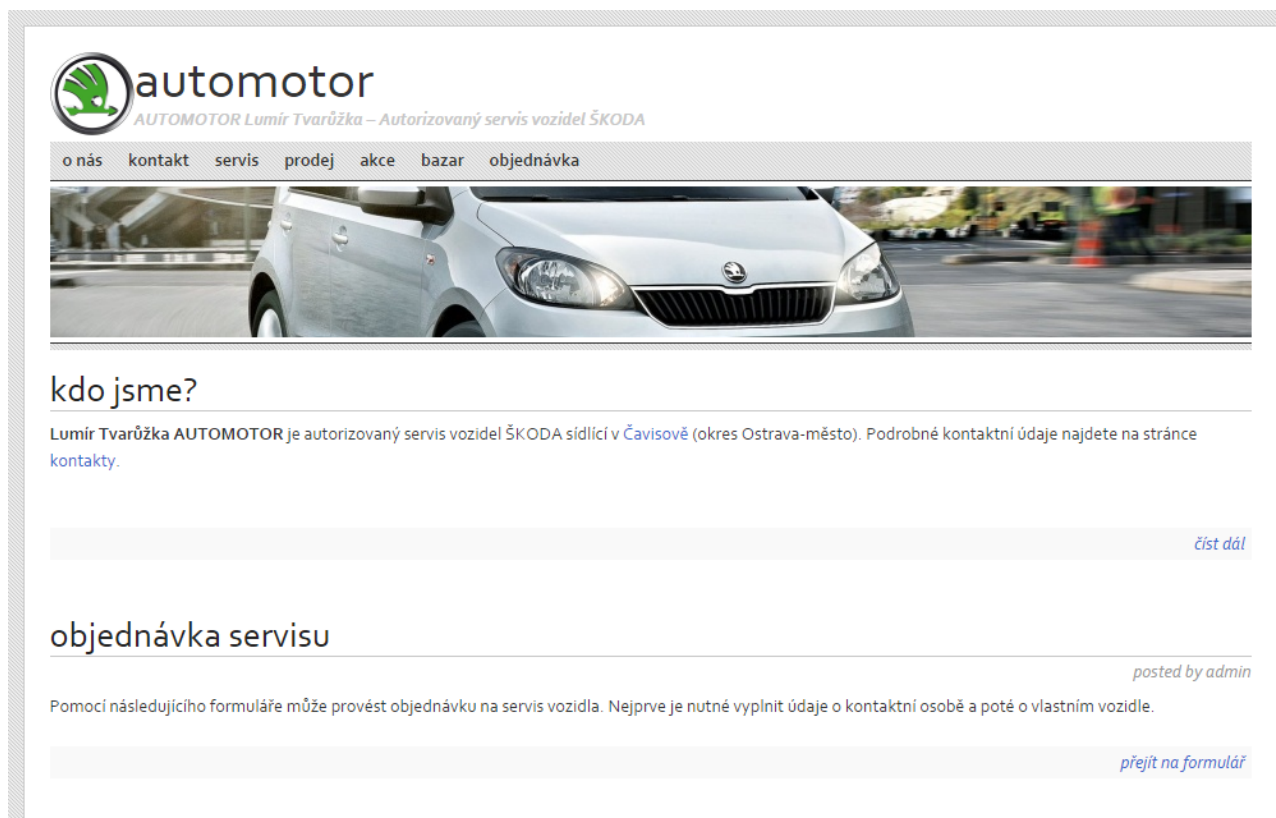 automotor
AUTOMOTOR Lumír Tvarůžka – Autorizovaný servis vozidel ŠKODA
o nás kontakt servis prodej akce bazar objednávka
kdo jsme?
Lumír Tvarůžka AUTOMOTOR je autorizovaný servis vozidel ŠKODA sídlící v Čavisově (okres Ostrava-město). Podrobné kontaktní údaje najdete na stránce
kontakty.
číst dál
objednávka servisu
posted by admin
Pomocí následujícího formuláře může provést objednávku na servis vozidla. Nejprve je nutné vyplnit údaje o kontaktní osobě a poté o vlastním vozidle.
přejít na formulář